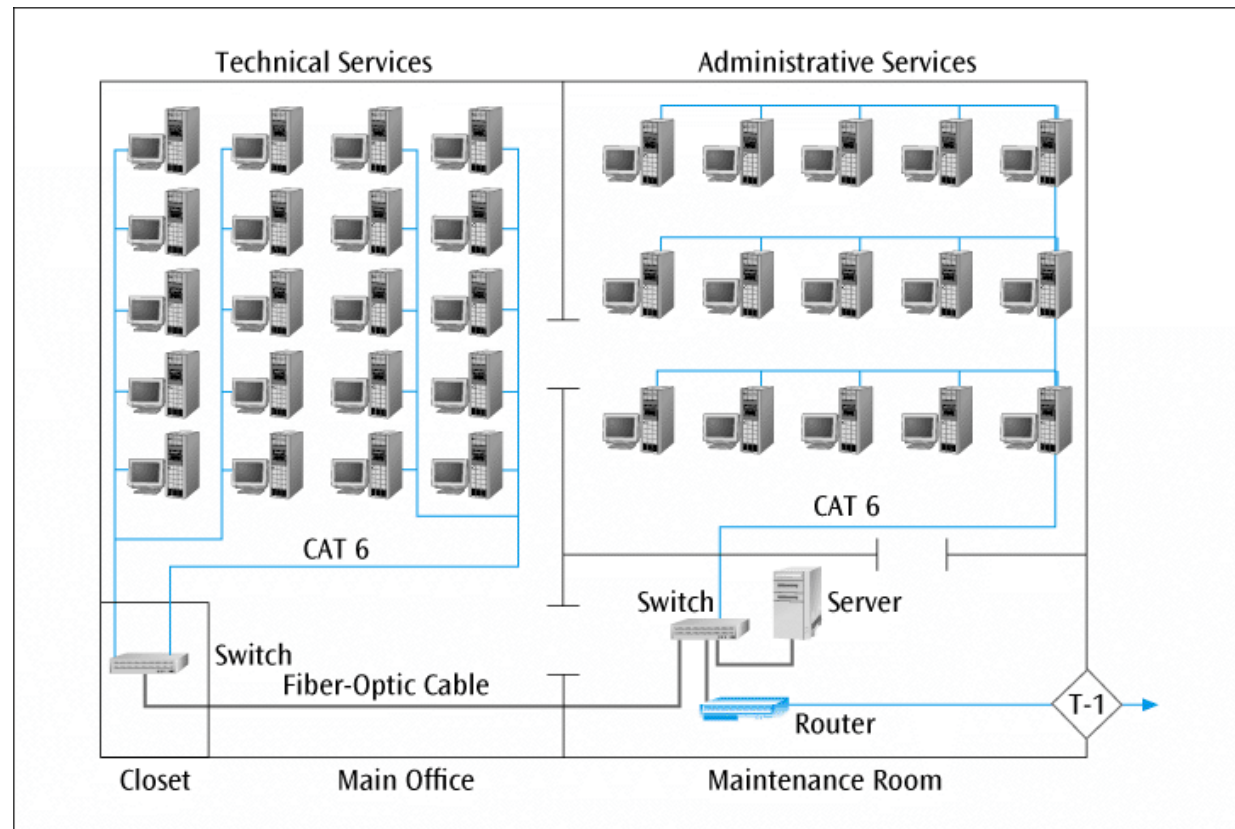 Technical Services
Administrative Services
CAT 6
CAT 6
Switch
Server
Switch
Fiber-Optic Cable
Router
T-1
Closet
Main Office
Maintenance Room